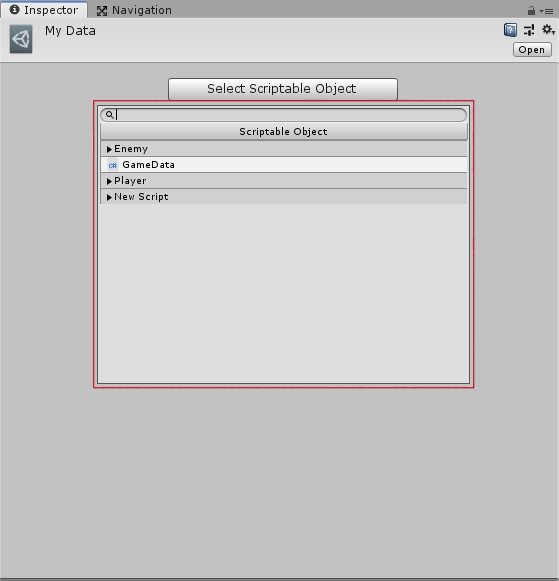 Inspector
Navigation
My Data
Open
Select Scriptable Object
Scriptable Object
Enemy
c# GameData
Player
New Script